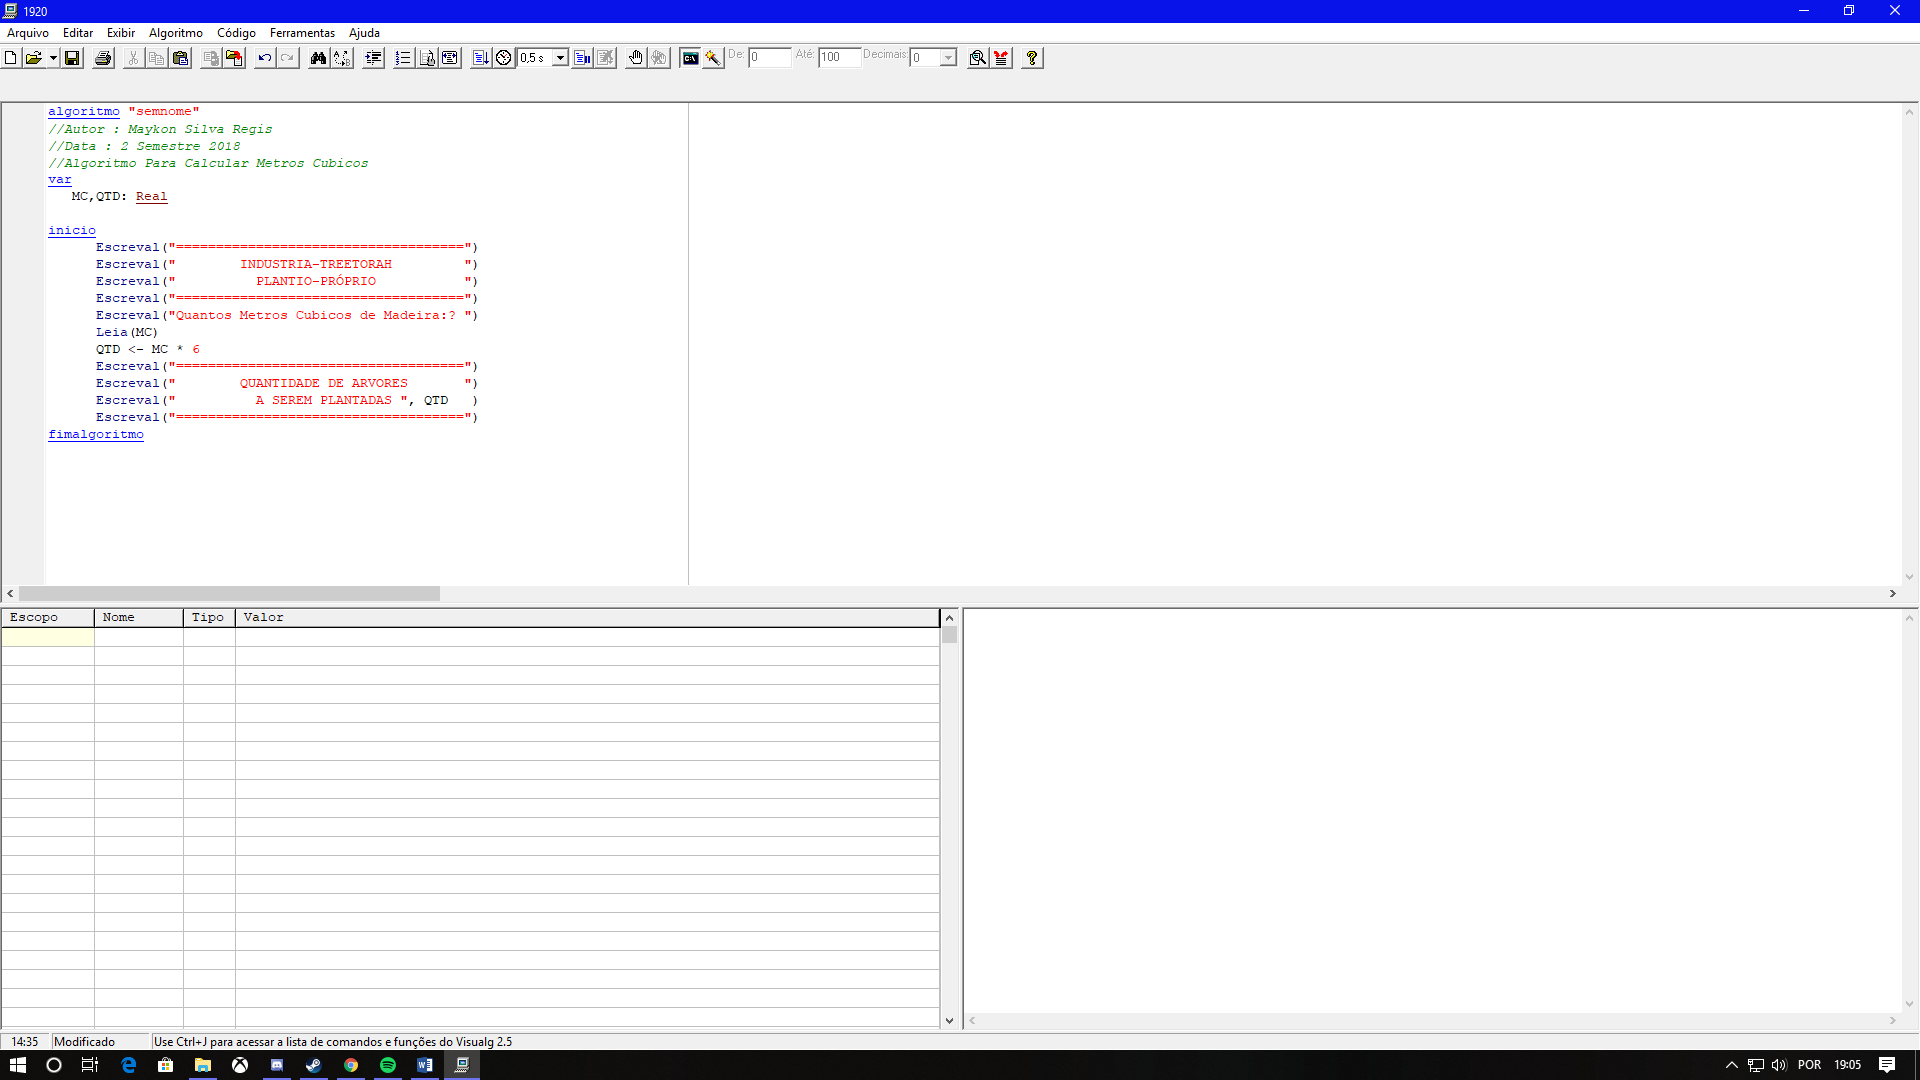 1920
Arquivo Editar Exibir Algoritmo Código Ferramentas Ajuda
0,5 s De: 0 Até: 100 Decimais: 0
algoritmo "semnome"
//Autor : Maykon Silva Regis
//Data : 2 Semestre 2018
//Algoritmo Para Calcular Metros Cubicos
var
MC,QTD: Real
inicio
Escreval("====================================")
Escreval("        INDUSTRIA-TREETORAH         ")
Escreval("          PLANTIO-PRÓPRIO           ")
Escreval("====================================")
Escreval("Quantos Metros Cubicos de Madeira:? ")
Leia(MC)
QTD <- MC * 6
Escreval("====================================")
Escreval("        QUANTIDADE DE ARVORES       ")
Escreval("          A SEREM PLANTADAS ", QTD   )
Escreval("====================================")
fimalgoritmo
Escopo Nome Tipo Valor
14:35 Modificado Use Ctrl+J para acessar a lista de comandos e funções do Visualg 2.5
POR 19:05